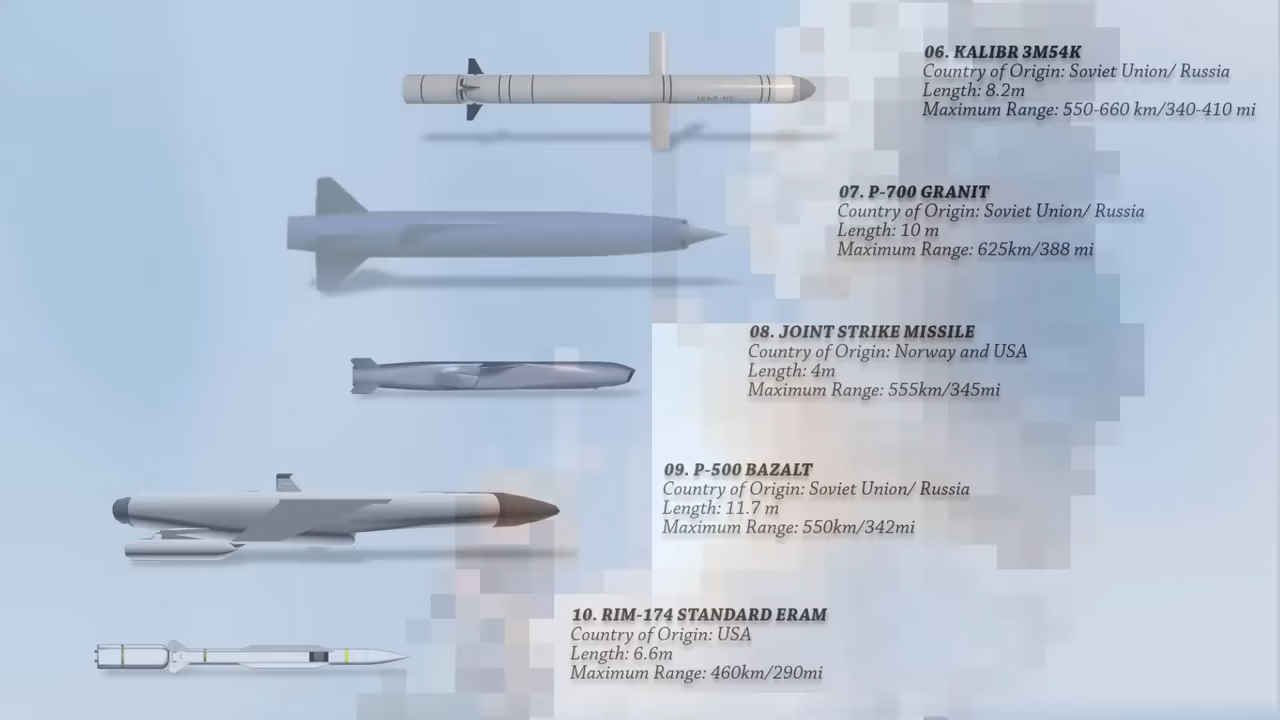 06. KALIBR 3M54K
Country of Origin: Soviet Union/ Russia
Length: 8.2m
Maximum Range: 550-660 km/340-410 mi
07. P-700 GRANIT
Country of Origin: Soviet Union/ Russia
Length: 10 m
Maximum Range: 625km/388 mi
08. JOINT STRIKE MISSILE
Country of Origin: Norway and USA
Length: 4m
Maximum Range: 555km/345mi
09. P-500 BAZALT
Country of Origin: Soviet Union/ Russia
Length: 11.7 m
Maximum Range: 550km/342mi
10. RIM-174 STANDARD ERAM
Country of Origin: USA
Length: 6.6m
Maximum Range: 460km/290mi